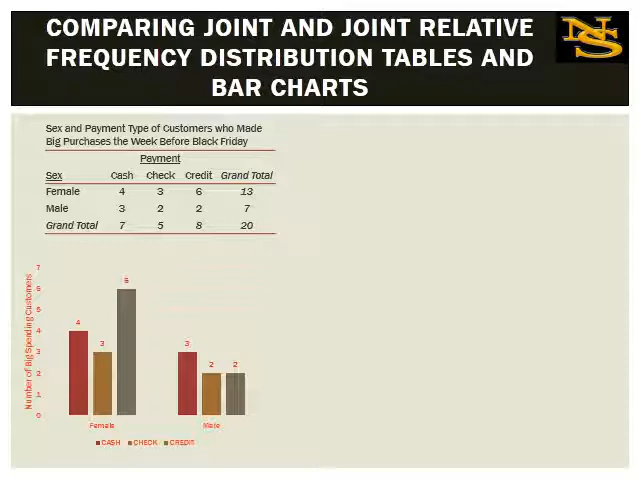 COMPARING JOINT AND JOINT RELATIVE
FREQUENCY DISTRIBUTION TABLES AND
BAR CHARTS
NS
Sex and Payment Type of Customers who Made
Big Purchases the Week Before Black Friday
Payment
Sex Cash Check Credit Grand Total
Female 4 3 6 13
Male 3 2 2 7
Grand Total 7 5 8 20
Number of Big Spending Customers
7
6
5
4
3
2
1
0
4 3 6 3 2 2
Female Male
CASH CHECK CREDIT